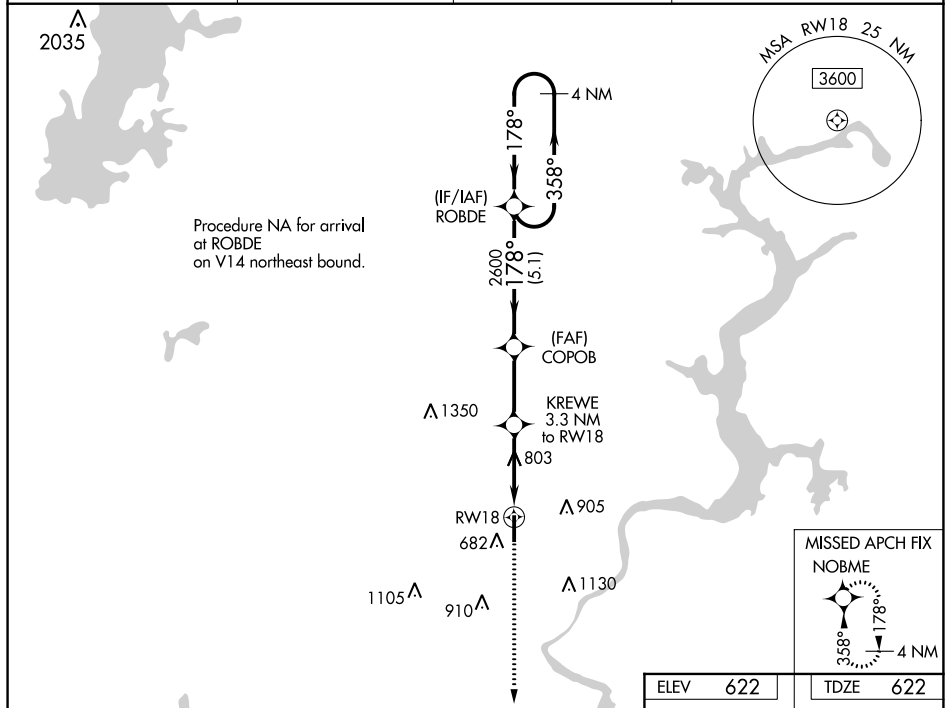 2035
MSA RW18 25 NM
3600
4 NM
178°
358°
(IF/IAF)
ROBDE
Procedure NA for arrival
at ROBDE
on V14 northeast bound.
2600
178°
(5.1)
(FAF)
COPOB
1350
KREWE
3.3 NM
to RW18
803
905
RW18
682
1105
910
1130
MISSED APCH FIX
NOBME
358°
178°
4 NM
ELEV 622
TDZE 622